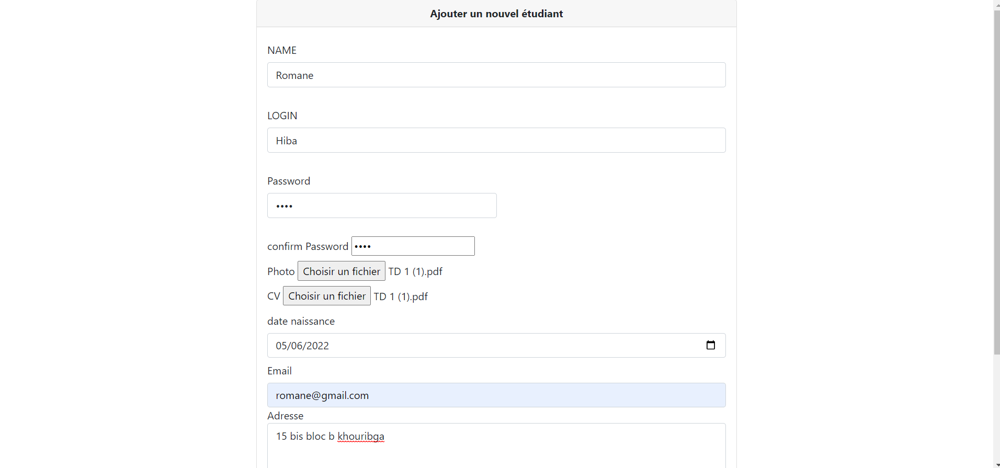 Ajouter un nouvel étudiant
NAME
Romane
LOGIN
Hiba
Password
••••
confirm Password ••••
Photo Choisir un fichier TD 1 (1).pdf
CV Choisir un fichier TD 1 (1).pdf
date naissance
05/06/2022
Email
romane@gmail.com
Adresse
15 bis bloc b khouribga